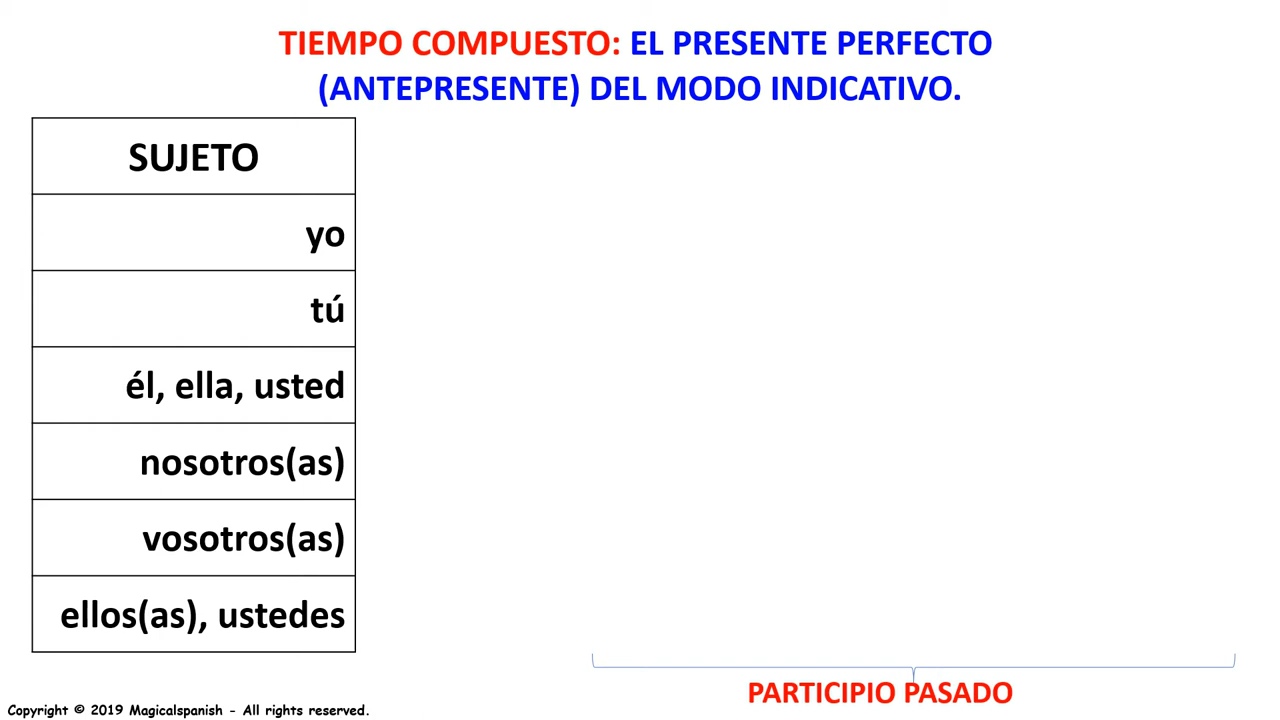 TIEMPO COMPUESTO: EL PRESENTE PERFECTO
(ANTEPRESENTE) DEL MODO INDICATIVO.
SUJETO
yo
tú
él, ella, usted
nosotros(as)
vosotros(as)
ellos(as), ustedes
PARTICIPIO PASADO
Copyright © 2019 Magicalspanish - All rights reserved.